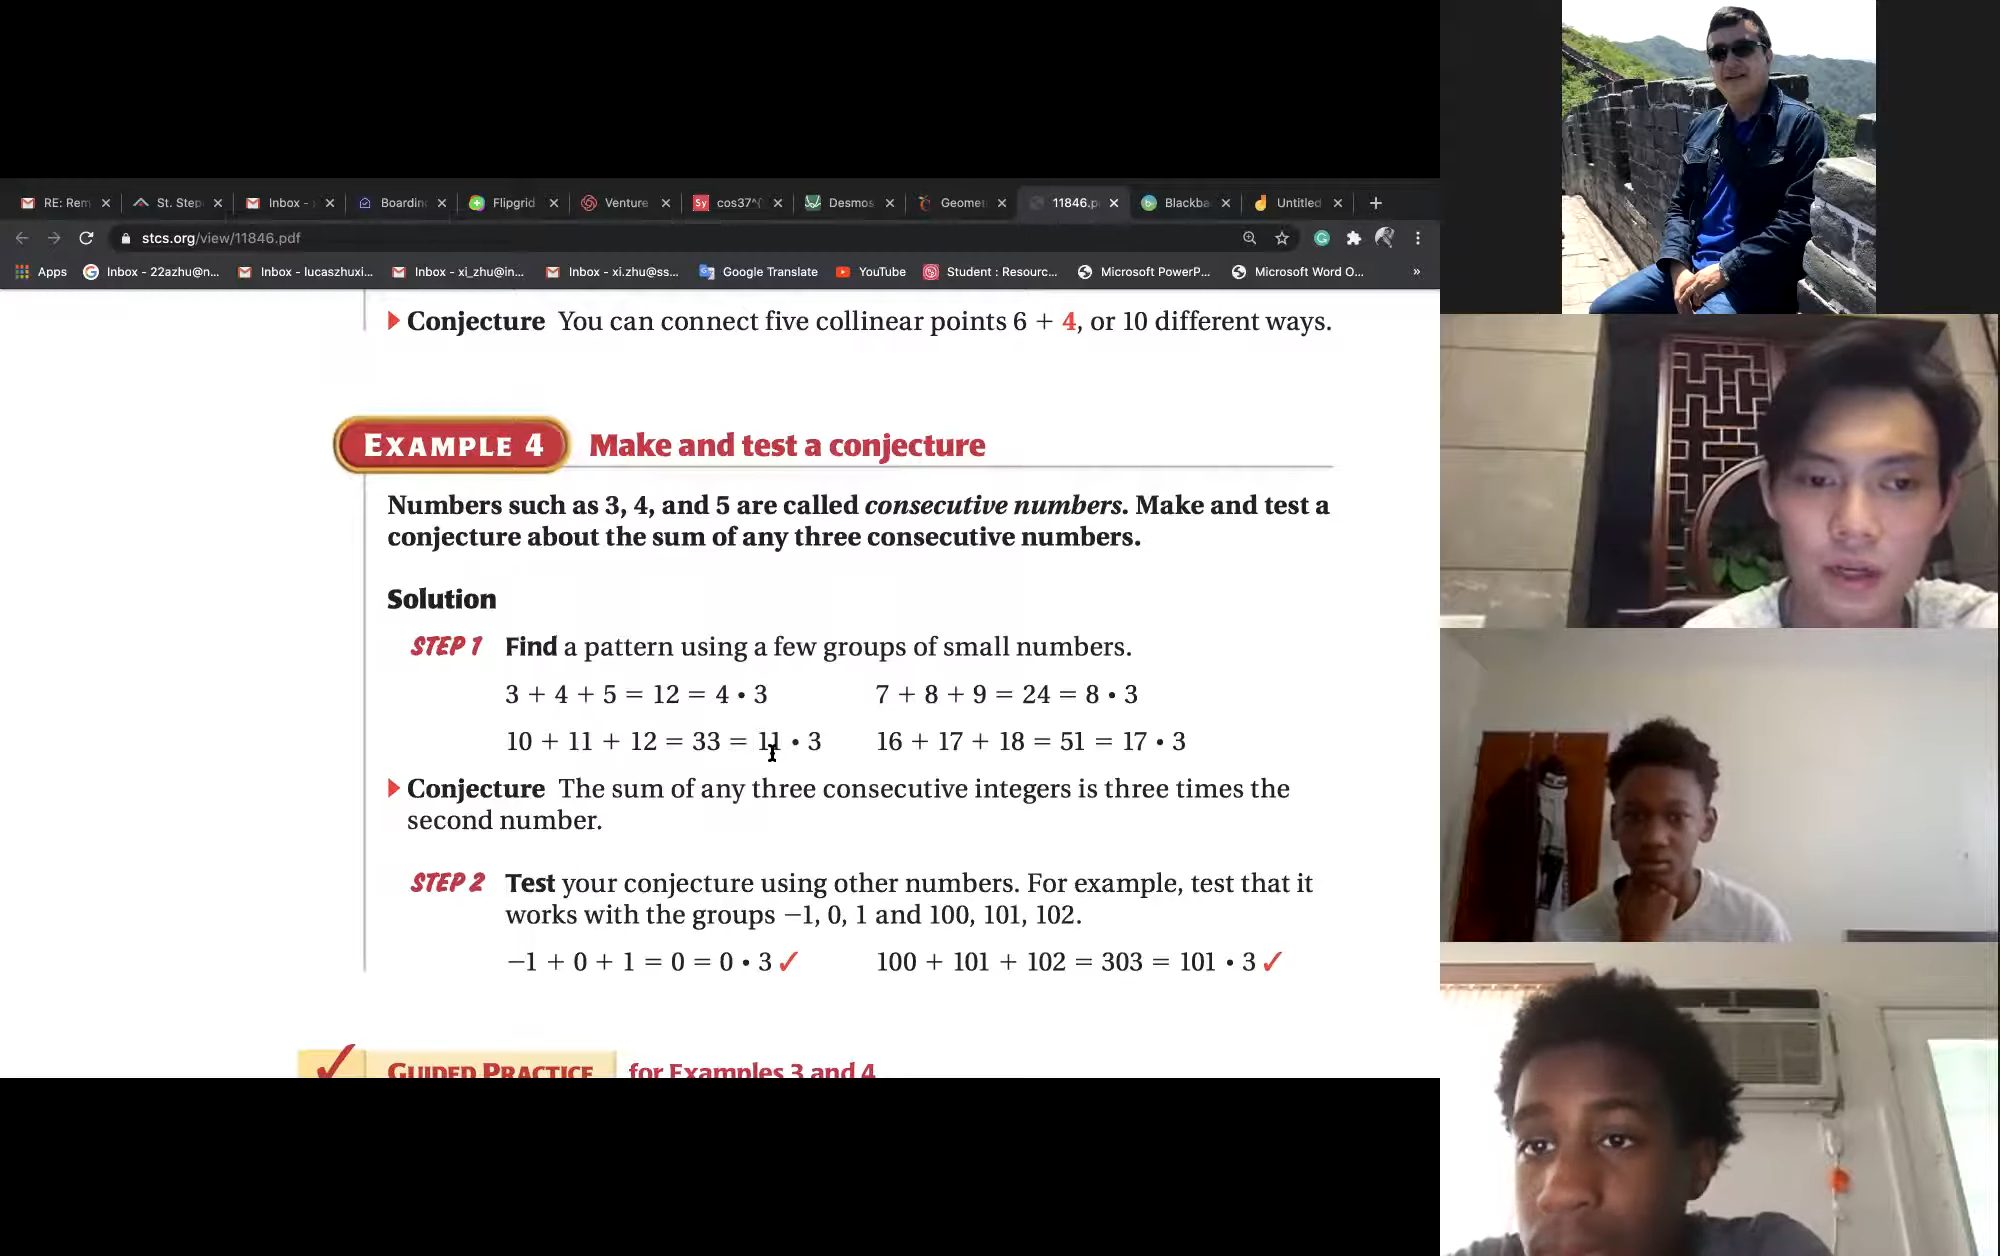 RE: Rem
St. Step
Inbox -
Boardin
Flipgrid
Venture
Sy cos37^(
Desmos
Geomet
11846.p
Blackba
Untitled
stcs.org/view/11846.pdf
Apps
Inbox - 22azhu@n...
Inbox - lucaszhuxi...
Inbox - xi_zhu@in...
Inbox - xi.zhu@ss...
Google Translate
YouTube
Student : Resourc...
Microsoft PowerP...
Microsoft Word O...
»
Conjecture You can connect five collinear points 6 + 4, or 10 different ways.
EXAMPLE 4 Make and test a conjecture
Numbers such as 3, 4, and 5 are called consecutive numbers. Make and test a
conjecture about the sum of any three consecutive numbers.
Solution
STEP 1 Find a pattern using a few groups of small numbers.
3 + 4 + 5 = 12 = 4 • 3 7 + 8 + 9 = 24 = 8 • 3
10 + 11 + 12 = 33 = 11 • 3 16 + 17 + 18 = 51 = 17 • 3
Conjecture The sum of any three consecutive integers is three times the
second number.
STEP 2 Test your conjecture using other numbers. For example, test that it
works with the groups −1, 0, 1 and 100, 101, 102.
−1 + 0 + 1 = 0 = 0 • 3 ✓ 100 + 101 + 102 = 303 = 101 • 3 ✓
✓ GUIDED PRACTICE for Examples 3 and 4